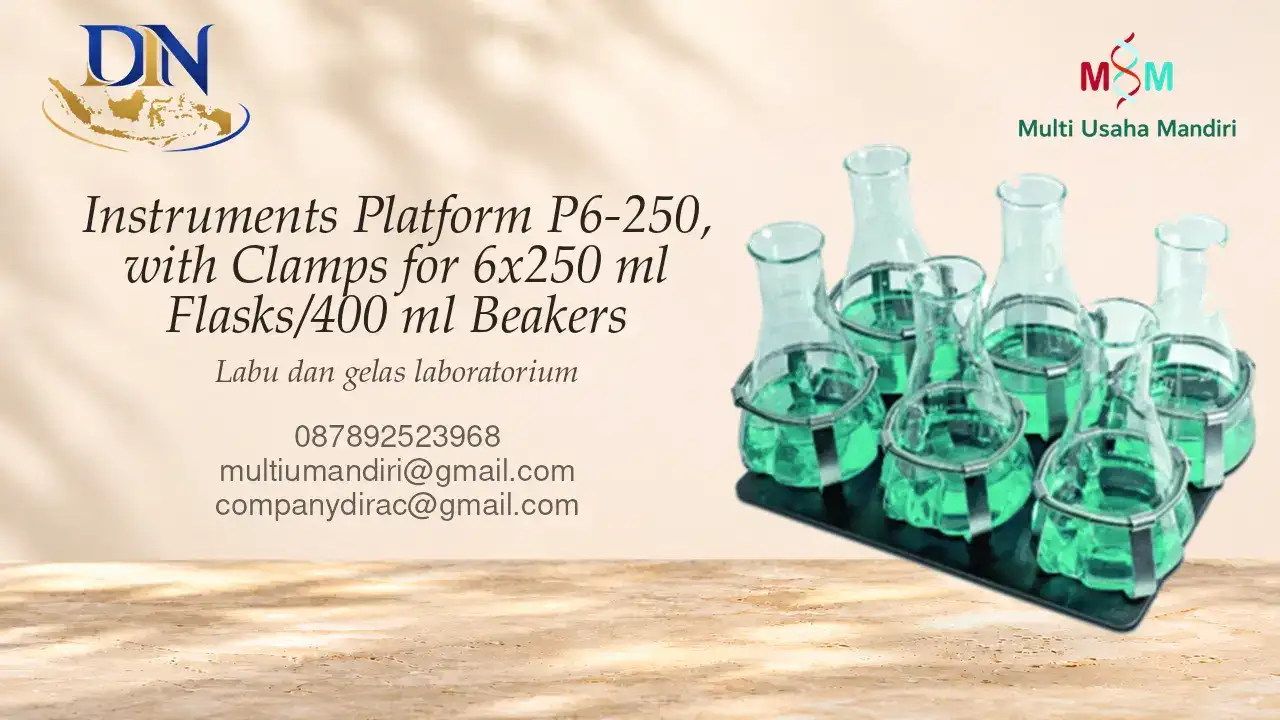 DN
M M
Multi Usaha Mandiri
Instruments Platform P6-250,
with Clamps for 6x250 ml
Flasks/400 ml Beakers
Labu dan gelas laboratorium
087892523968
multiumandiri@gmail.com
companydirac@gmail.com